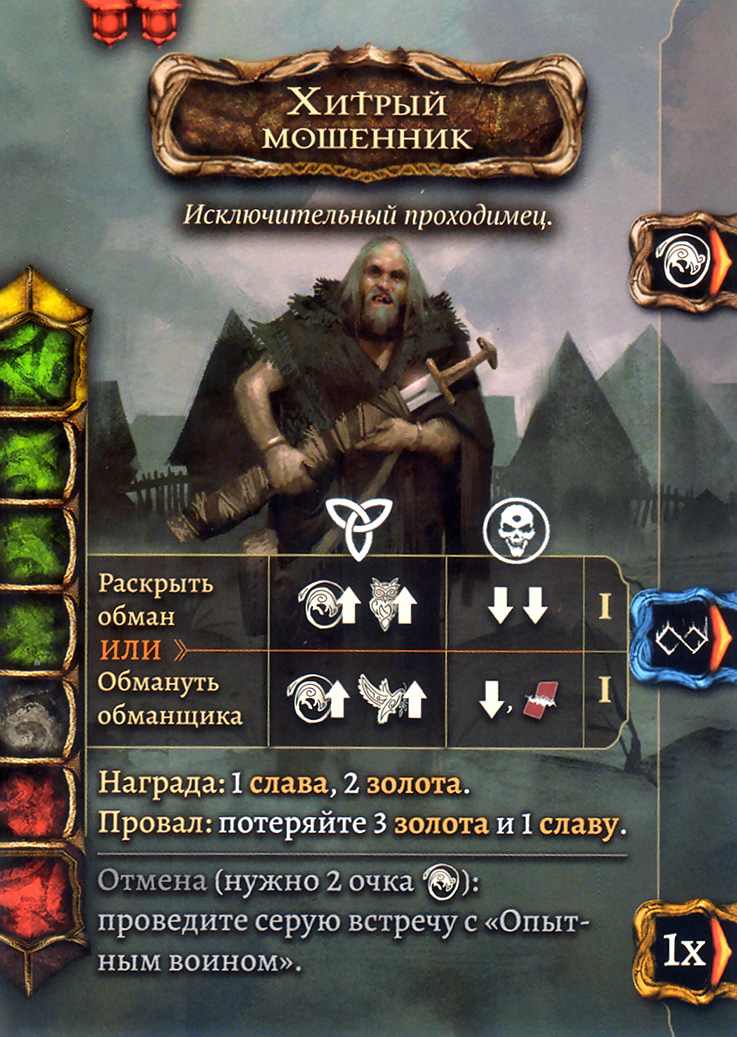 Хитрый
мошенник
Исключительный проходимец.
Раскрыть
обман
I
ИЛИ
Обмануть
обманщика
,
I
Награда: 1 слава, 2 золота.
Провал: потеряйте 3 золота и 1 славу.
Отмена (нужно 2 очка ):
проведите серую встречу с «Опыт-
ным воином».
1x